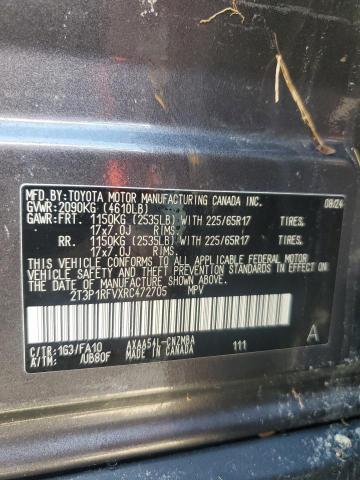 MFD.BY:TOYOTA MOTOR MANUFACTURING CANADA INC. 08/24
GVWR:2090KG (4610LB)
GAWR:FRT. 1150KG (2535LB) WITH 225/65R17 TIRES,
17x7.0J RIMS,
RR. 1150KG (2535LB) WITH 225/65R17 TIRES,
17x7.0J RIMS,
THIS VEHICLE CONFORMS TO ALL APPLICABLE FEDERAL MOTOR
VEHICLE SAFETY STANDARDS IN EFFECT ON THE DATE OF
MANUFACTURE SHOWN ABOVE.
2T3P1RFVXRC472705 MPV
A
C/TR:1G3/FA10 AXAA54L-CNZMBA 111
A/TM: /UB80F MADE IN CANADA